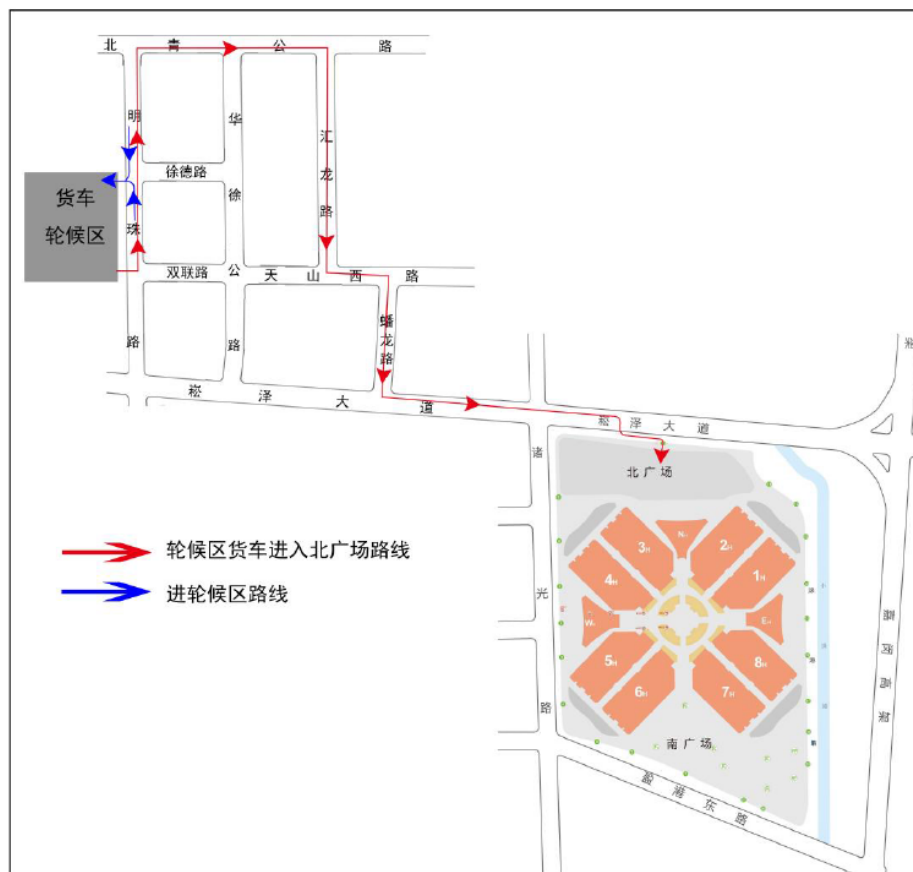 北青公路
明珠路
华徐公路
汇龙路
徐德路
货车
轮候区
双联路
天山西路
蟠龙路
崧泽大道
崧泽大道
诸光路
北广场
3H
N
2H
4H
1H
W
E
5H
8H
6H
7H
南广场
嘉闵高架
盈港东路
轮候区货车进入北广场路线
进轮候区路线